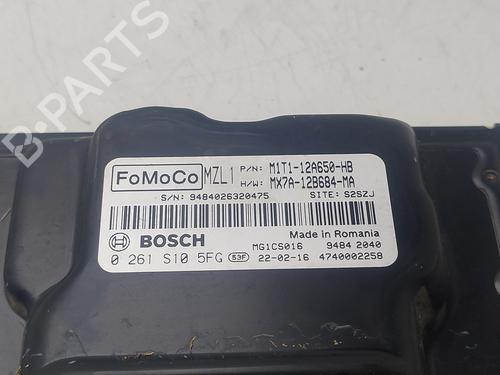 B-PARTS
FoMoCo MZL1 P/N: M1T1-12A650-HB
H/W: MX7A-12B684-MA
S/N: 9484026320475 SITE: S2SZJ
BOSCH Made in Romania
MG1CS016 9484 2040
0 261 S10 5FG 53F 22-02-16 4740002258